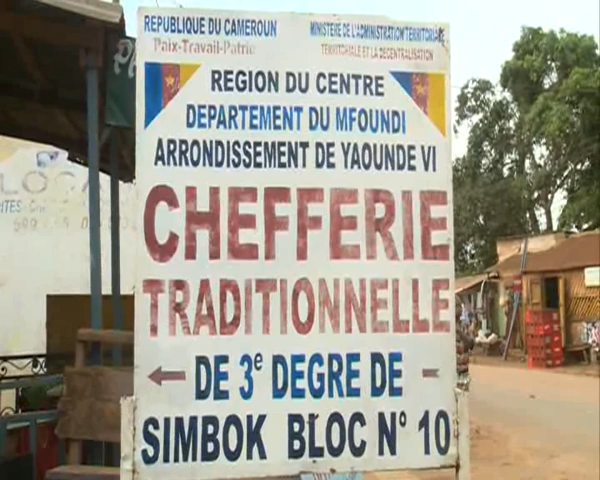 REPUBLIQUE DU CAMEROUN
Paix-Travail-Patrie
MINISTERE DE L'ADMINISTRATION TERRITORIALE
TERRITORIALE ET LA DECENTRALISATION
REGION DU CENTRE
DEPARTEMENT DU MFOUNDI
ARRONDISSEMENT DE YAOUNDE VI
CHEFFERIE
TRADITIONNELLE
DE 3e DEGRE DE
SIMBOK BLOC N° 10